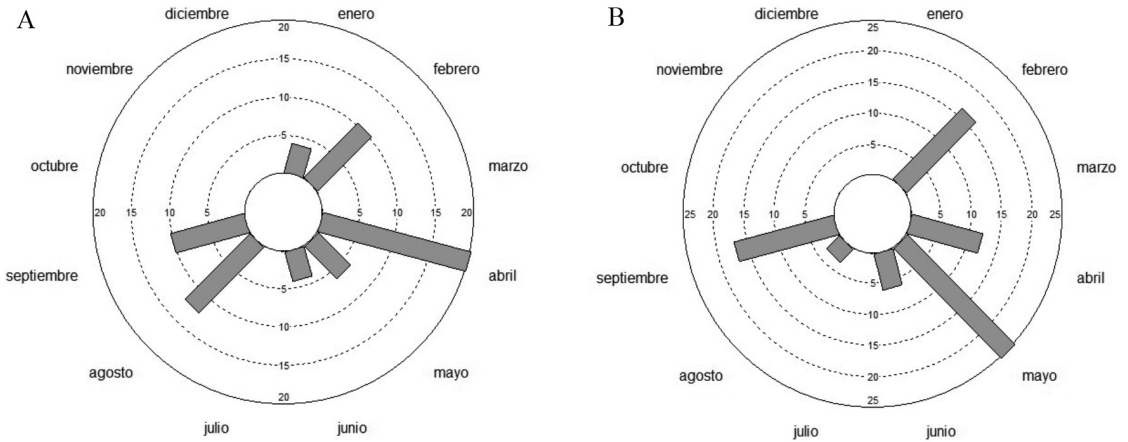 A
diciembre
enero
noviembre
febrero
octubre
marzo
septiembre
abril
agosto
mayo
julio
junio
20
15
10
5
20 15 10 5
5 10 15 20
5
10
15
20
B
diciembre
enero
noviembre
febrero
octubre
marzo
septiembre
abril
agosto
mayo
julio
junio
25
20
15
10
5
25 20 15 10 5
5 10 15 20 25
5
10
15
20
25